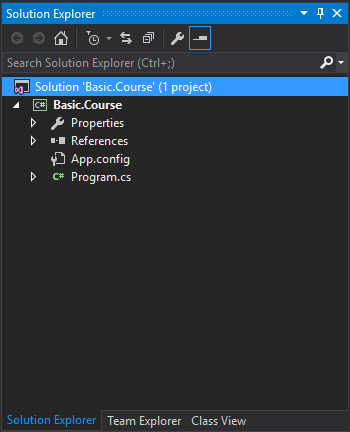 Solution Explorer
Search Solution Explorer (Ctrl+;)
Solution 'Basic.Course' (1 project)
C# Basic.Course
Properties
References
App.config
C# Program.cs
Solution Explorer Team Explorer Class View